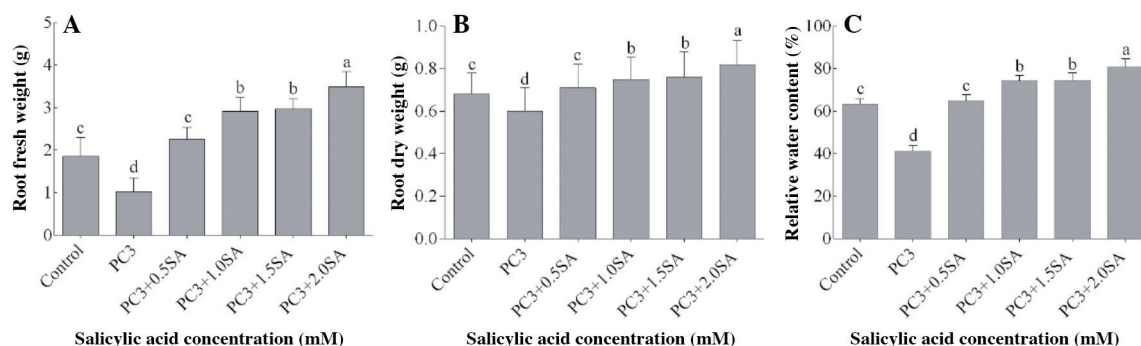 A
Root fresh weight (g)
5
4
3
2
1
0
c
d
c
b
b
a
Control
PC3
PC3+0.5SA
PC3+1.0SA
PC3+1.5SA
PC3+2.0SA
Salicylic acid concentration (mM)
B
Root dry weight (g)
1.0
0.8
0.6
0.4
0.2
0.0
c
d
c
b
b
a
Control
PC3
PC3+0.5SA
PC3+1.0SA
PC3+1.5SA
PC3+2.0SA
Salicylic acid concentration (mM)
C
Relative water content (%)
100
80
60
40
20
0
c
d
c
b
b
a
Control
PC3
PC3+0.5SA
PC3+1.0SA
PC3+1.5SA
PC3+2.0SA
Salicylic acid concentration (mM)